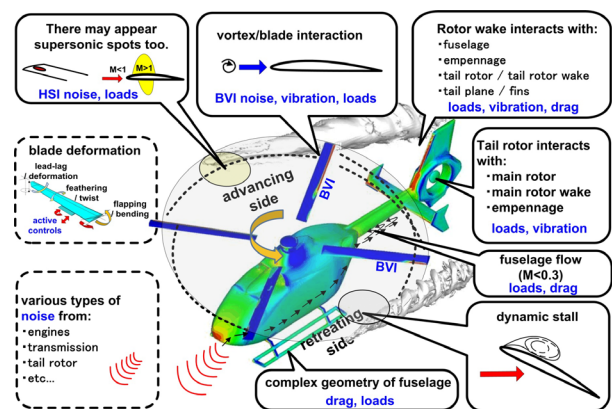 There may appear
supersonic spots too.
M<1
M>1
HSI noise, loads
vortex/blade interaction
BVI noise, vibration, loads
Rotor wake interacts with:
・fuselage
・empennage
・tail rotor / tail rotor wake
・tail plane / fins
loads, vibration, drag
blade deformation
lead-lag
/ deformation
feathering
/ twist
flapping
/ bending
active
controls
advancing
side
BVI
BVI
Tail rotor interacts
with:
・main rotor
・main rotor wake
・empennage
loads, vibration
fuselage flow
(M<0.3)
loads, drag
various types of
noise from:
・engines
・transmission
・tail rotor
・etc...
retreating
side
complex geometry of fuselage
drag, loads
dynamic stall